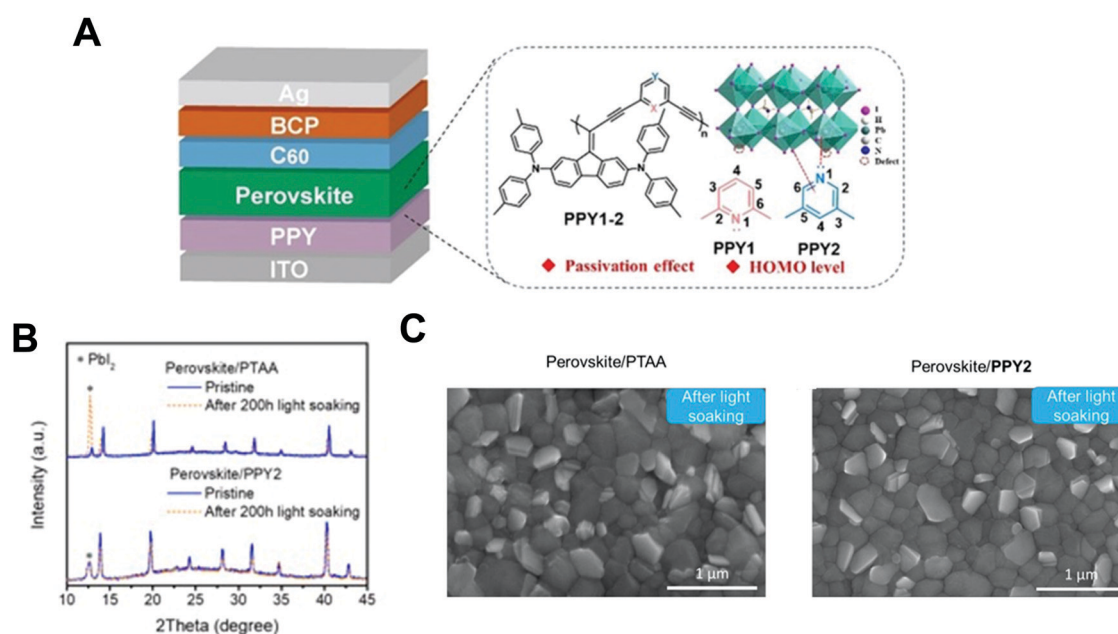 A
Ag
BCP
C60
Perovskite
PPY
ITO
Y
X
n
N
N
PPY1-2
I
H
Pb
C
N
Defect
4
3
5
2
6
N
1
PPY1
N
1
6
2
5
3
4
PPY2
◆ Passivation effect
◆ HOMO level
B
* PbI2
Perovskite/PTAA
Pristine
After 200h light soaking
*
Perovskite/PPY2
Pristine
After 200h light soaking
*
Intensity (a.u.)
10 15 20 25 30 35 40 45
2Theta (degree)
C
Perovskite/PTAA
After light
soaking
1 µm
Perovskite/PPY2
After light
soaking
1 µm